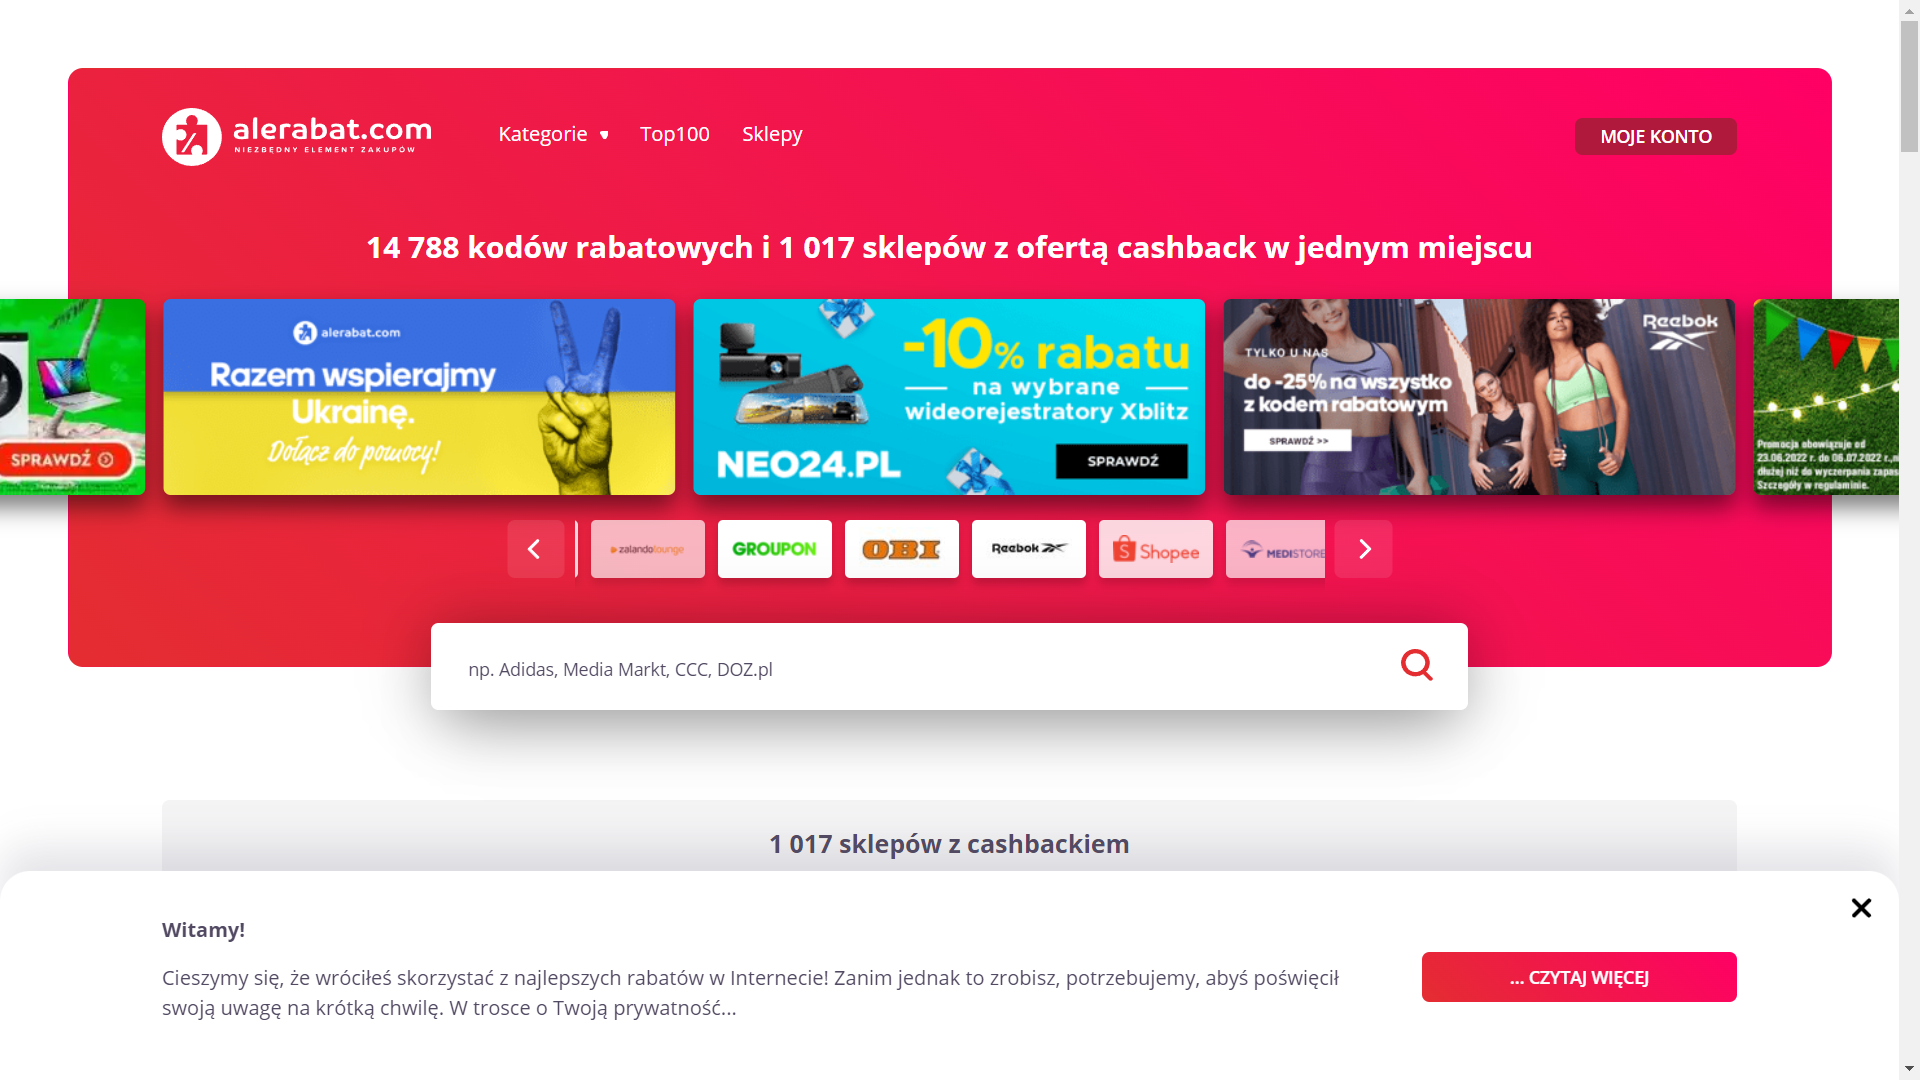 alerabat.com
NIEZBĘDNY ELEMENT ZAKUPÓW
Kategorie
Top100
Sklepy
MOJE KONTO
14 788 kodów rabatowych i 1 017 sklepów z ofertą cashback w jednym miejscu
SPRAWDŹ
alerabat.com
Razem wspierajmy
Ukrainę.
Dołącz do pomocy!
-10% rabatu
na wybrane
wideorejestratory Xblitz
NEO24.PL
SPRAWDŹ
Reebok
TYLKO U NAS
do -25% na wszystko
z kodem rabatowym
SPRAWDŹ >>
Promocja obowiązuje od
23.06.2022 r. do 06.07.2022 r.,
dłużej niż do wyczerpania
Szczegóły w regulaminie.
zalandolounge
GROUPON
OBI
Reebok
Shopee
MEDISTORE
np. Adidas, Media Markt, CCC, DOZ.pl
1 017 sklepów z cashbackiem
Witamy!
Cieszymy się, że wróciłeś skorzystać z najlepszych rabatów w Internecie! Zanim jednak to zrobisz, potrzebujemy, abyś poświęcił
swoją uwagę na krótką chwilę. W trosce o Twoją prywatność...
... CZYTAJ WIĘCEJ